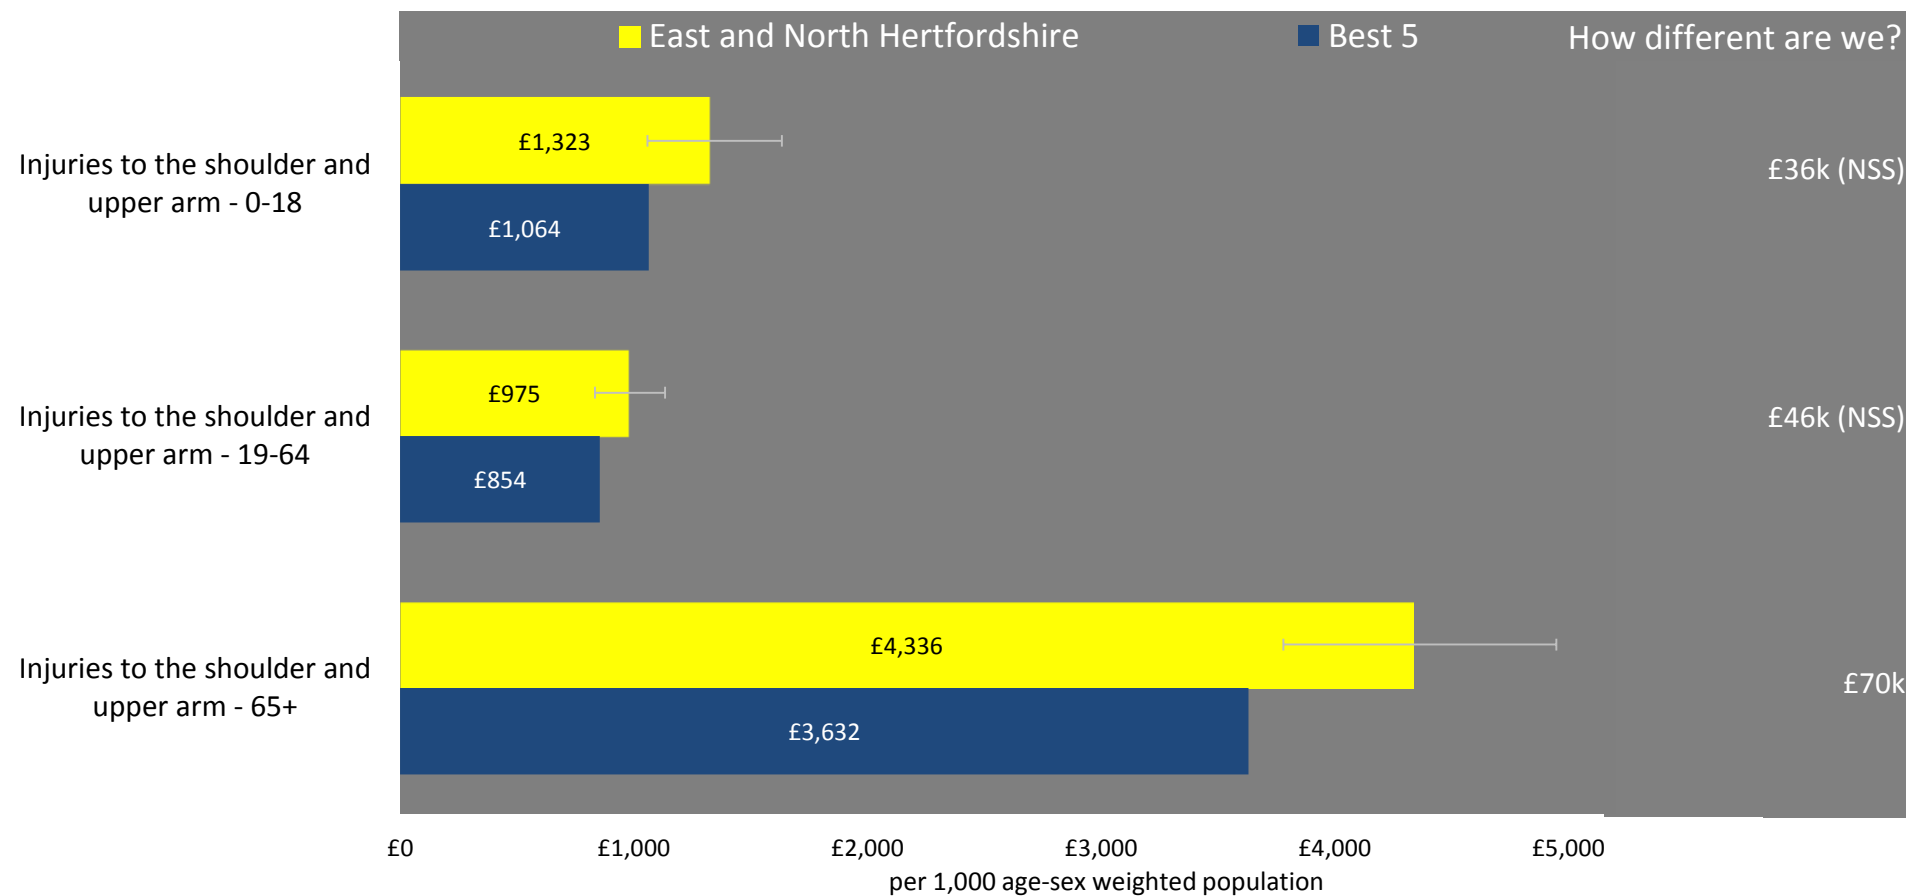 East and North Hertfordshire Best 5 How different are we?
Injuries to the shoulder and
upper arm - 0-18
£1,323
£1,064
£36k (NSS)
Injuries to the shoulder and
upper arm - 19-64
£975
£854
£46k (NSS)
Injuries to the shoulder and
upper arm - 65+
£4,336
£3,632
£70k
£0 £1,000 £2,000 £3,000 £4,000 £5,000
per 1,000 age-sex weighted population